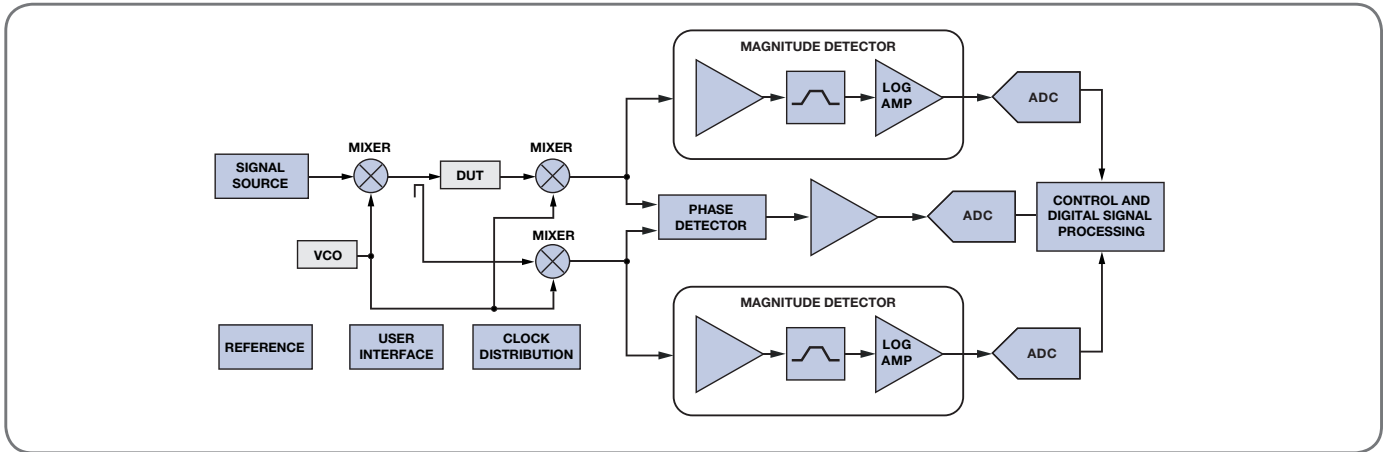 MAGNITUDE DETECTOR
LOG
AMP
ADC
MIXER
MIXER
SIGNAL
SOURCE
DUT
PHASE
DETECTOR
ADC
CONTROL AND
DIGITAL SIGNAL
PROCESSING
MIXER
VCO
MAGNITUDE DETECTOR
REFERENCE
USER
INTERFACE
CLOCK
DISTRIBUTION
LOG
AMP
ADC